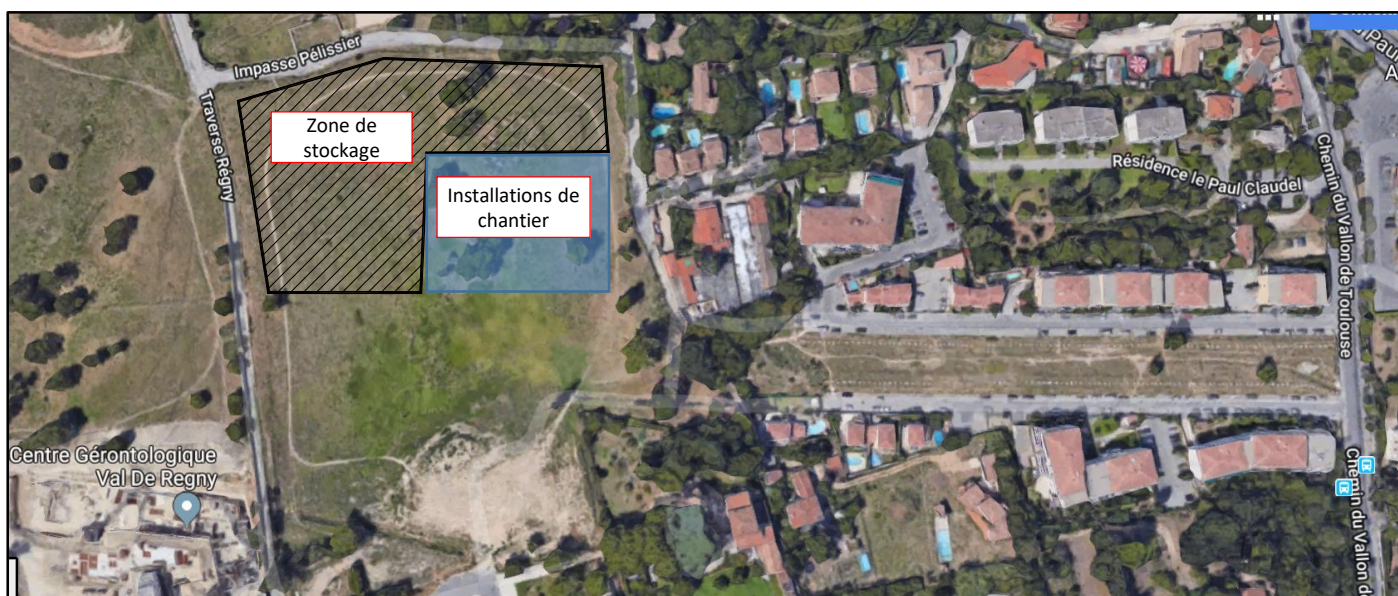 Impasse Pélissier
Traverse Régny
Zone de
stockage
Installations de
chantier
Résidence le Paul Claudel
Chemin du Vallon de Toulouse
Centre Gérontologique
Val De Regny
Chemin du Vallon de